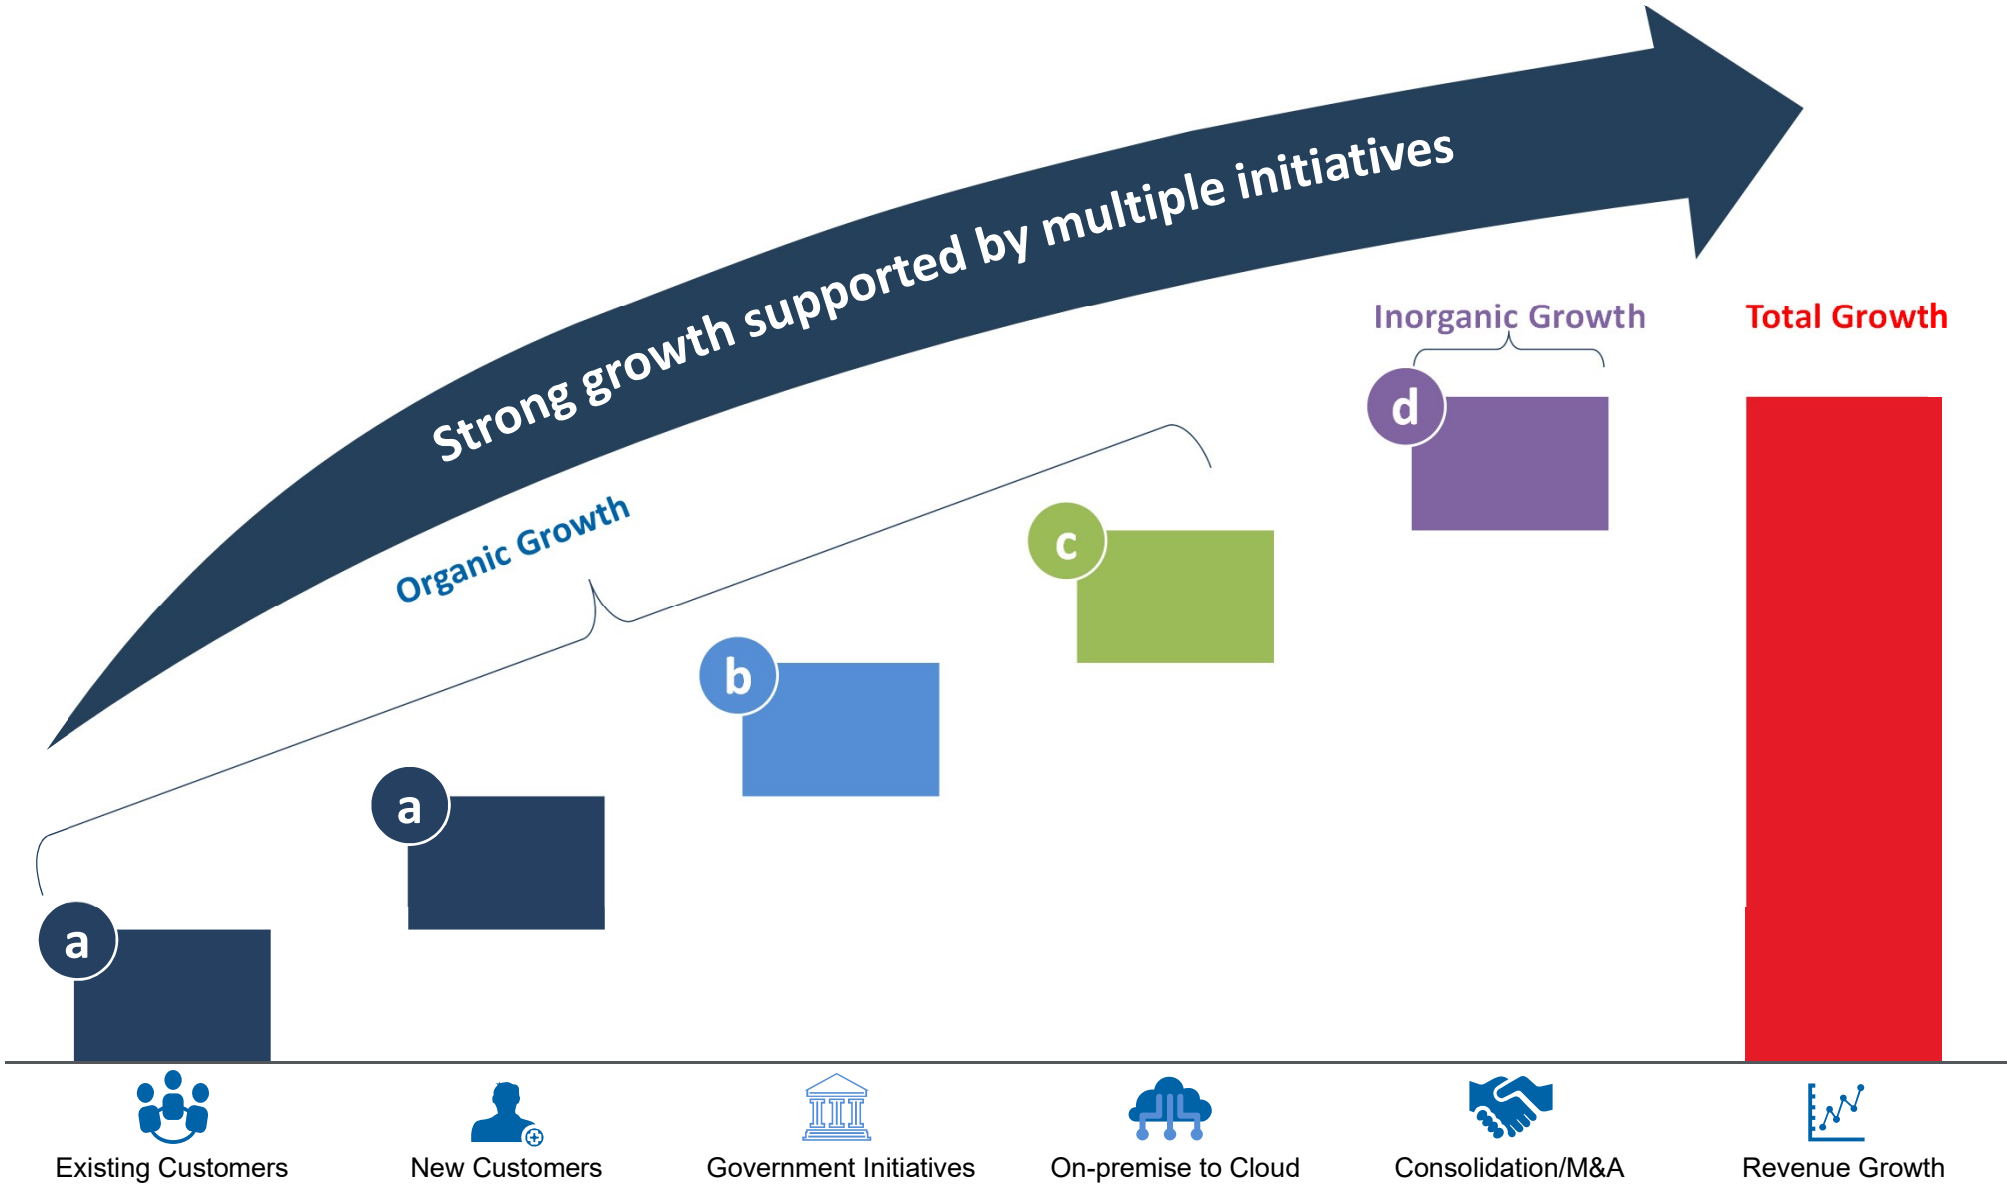 Strong growth supported by multiple initiatives
Inorganic Growth
Total Growth
Organic Growth
d
c
b
a
a
Existing Customers
New Customers
Government Initiatives
On-premise to Cloud
Consolidation/M&A
Revenue Growth